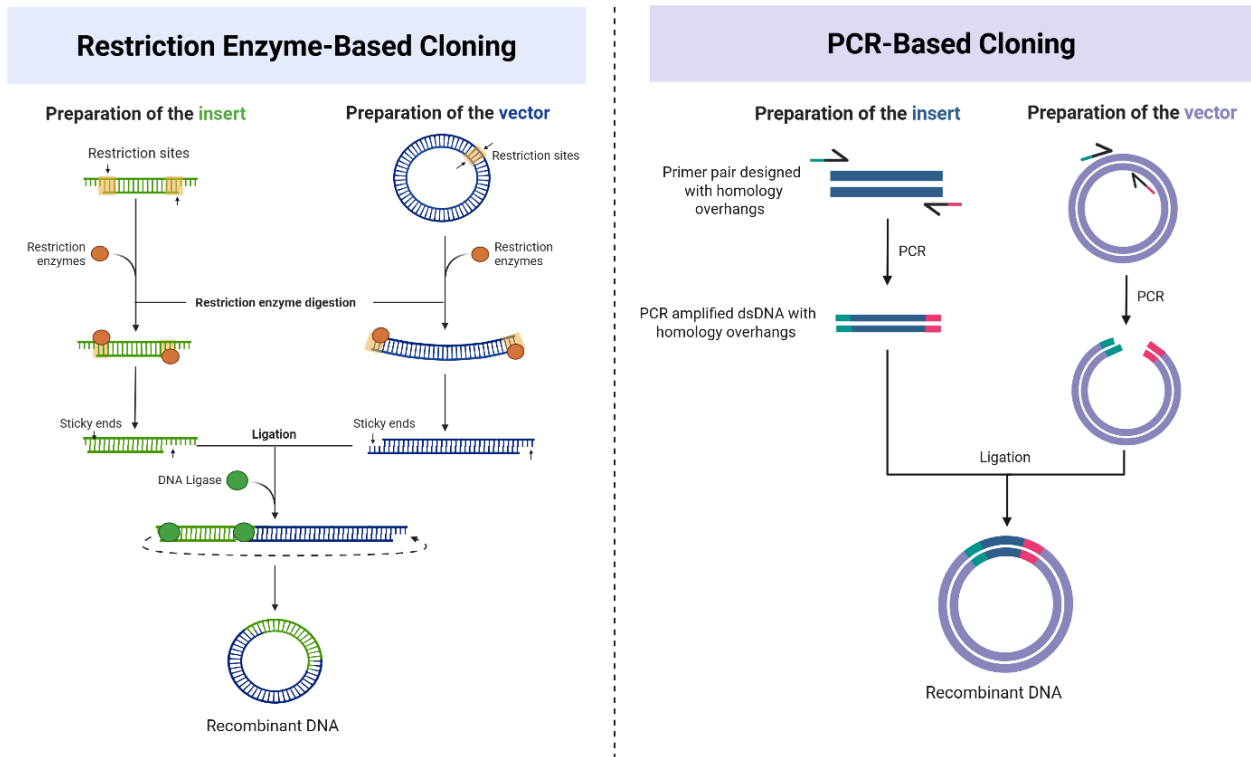 Restriction Enzyme-Based Cloning
Preparation of the insert
Preparation of the vector
Restriction sites
Restriction sites
Restriction
enzymes
Restriction
enzymes
Restriction enzyme digestion
Sticky ends
Ligation
Sticky ends
DNA Ligase
Recombinant DNA
PCR-Based Cloning
Preparation of the insert
Preparation of the vector
Primer pair designed
with homology
overhangs
PCR
PCR
PCR amplified dsDNA with
homology overhangs
Ligation
Recombinant DNA